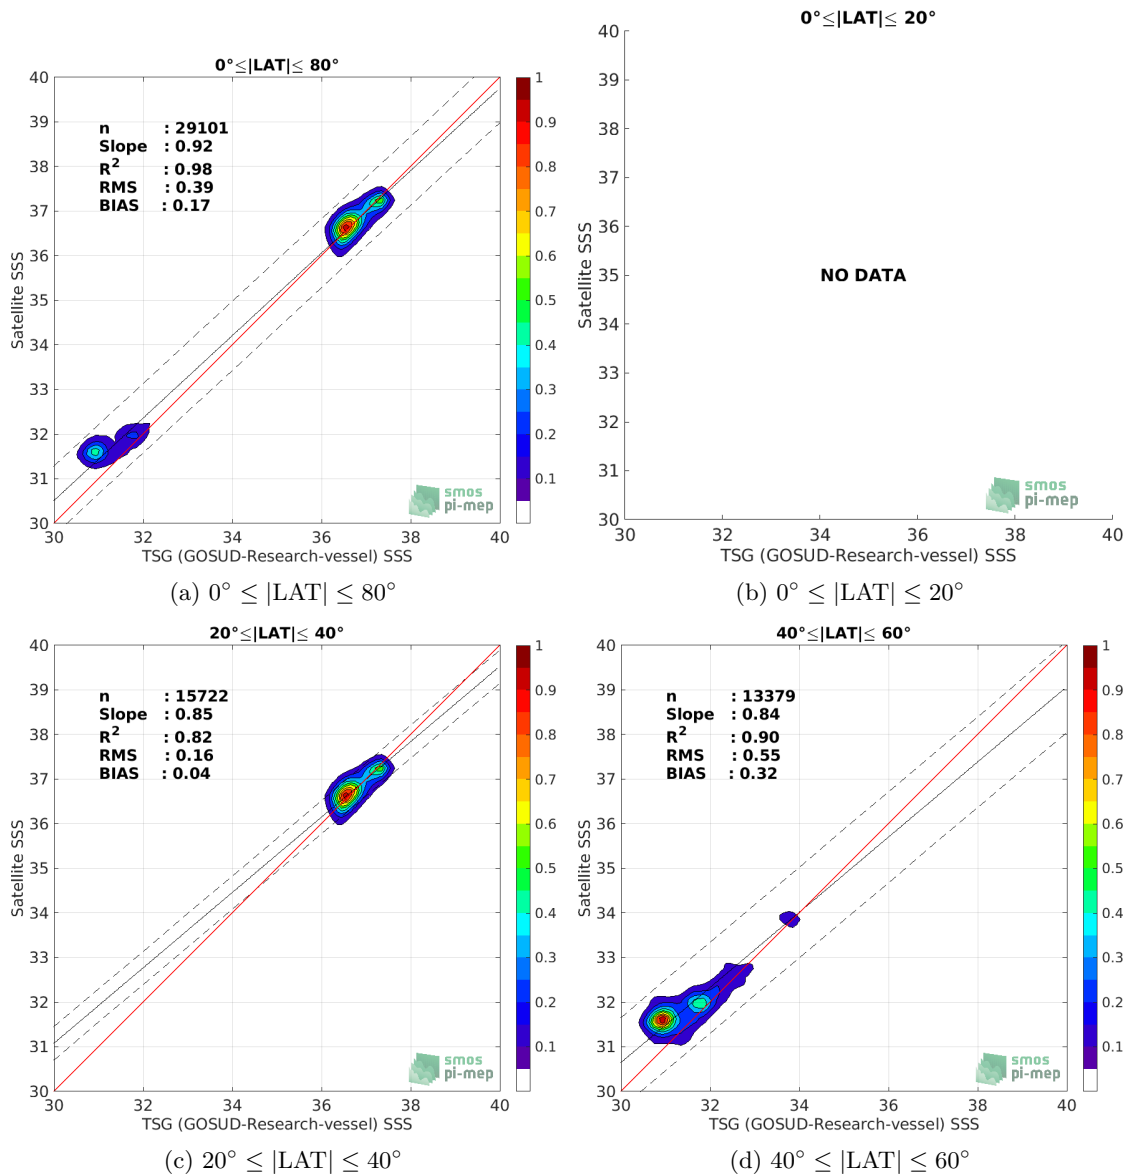 0°≤|LAT|≤ 80°
40
39
38
37
36
35
34
33
32
31
30
Satellite SSS
n : 29101
Slope : 0.92
R2 : 0.98
RMS : 0.39
BIAS : 0.17
smos
pi-mep
30 32 34 36 38 40
TSG (GOSUD-Research-vessel) SSS
1
0.9
0.8
0.7
0.6
0.5
0.4
0.3
0.2
0.1
(a) 0° ≤ |LAT| ≤ 80°
0°≤|LAT|≤ 20°
40
39
38
37
36
35
34
33
32
31
30
Satellite SSS
NO DATA
smos
pi-mep
30 32 34 36 38 40
TSG (GOSUD-Research-vessel) SSS
(b) 0° ≤ |LAT| ≤ 20°
20°≤|LAT|≤ 40°
40
39
38
37
36
35
34
33
32
31
30
Satellite SSS
n : 15722
Slope : 0.85
R2 : 0.82
RMS : 0.16
BIAS : 0.04
smos
pi-mep
30 32 34 36 38 40
TSG (GOSUD-Research-vessel) SSS
1
0.9
0.8
0.7
0.6
0.5
0.4
0.3
0.2
0.1
(c) 20° ≤ |LAT| ≤ 40°
40°≤|LAT|≤ 60°
40
39
38
37
36
35
34
33
32
31
30
Satellite SSS
n : 13379
Slope : 0.84
R2 : 0.90
RMS : 0.55
BIAS : 0.32
smos
pi-mep
30 32 34 36 38 40
TSG (GOSUD-Research-vessel) SSS
1
0.9
0.8
0.7
0.6
0.5
0.4
0.3
0.2
0.1
(d) 40° ≤ |LAT| ≤ 60°